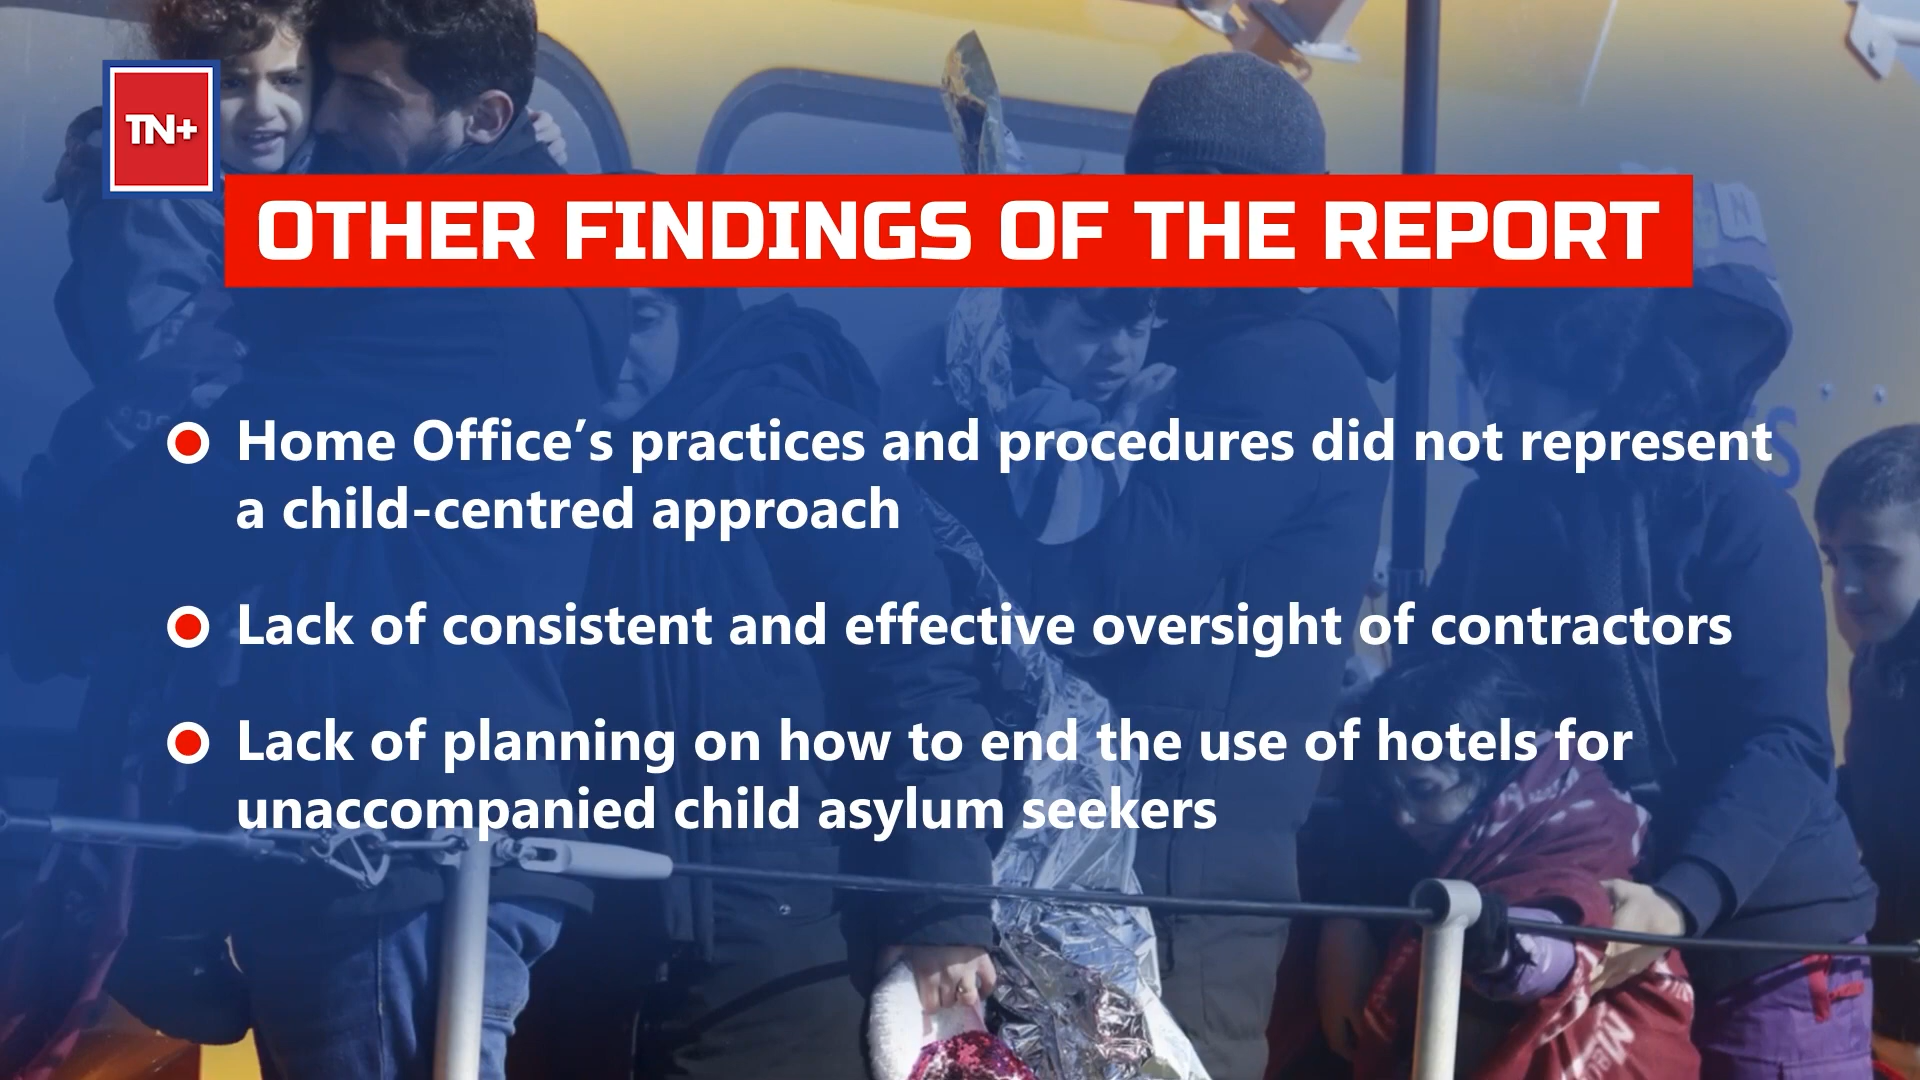 TN+
OTHER FINDINGS OF THE REPORT
Home Office’s practices and procedures did not represent
a child-centred approach
Lack of consistent and effective oversight of contractors
Lack of planning on how to end the use of hotels for
unaccompanied child asylum seekers